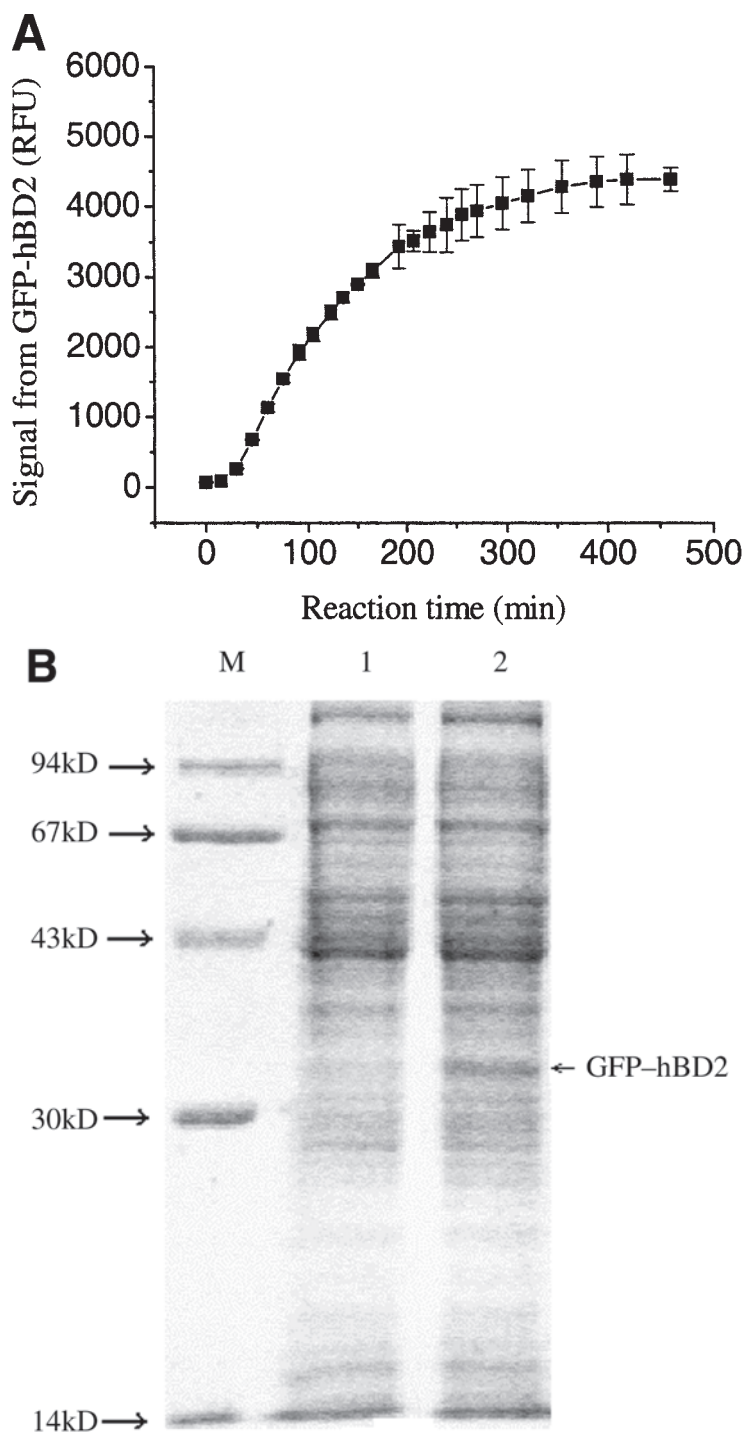 A
Signal from GFP-hBD2 (RFU)
6000
5000
4000
3000
2000
1000
0
0 100 200 300 400 500
Reaction time (min)
B
M 1 2
94kD
67kD
43kD
GFP–hBD2
30kD
14kD